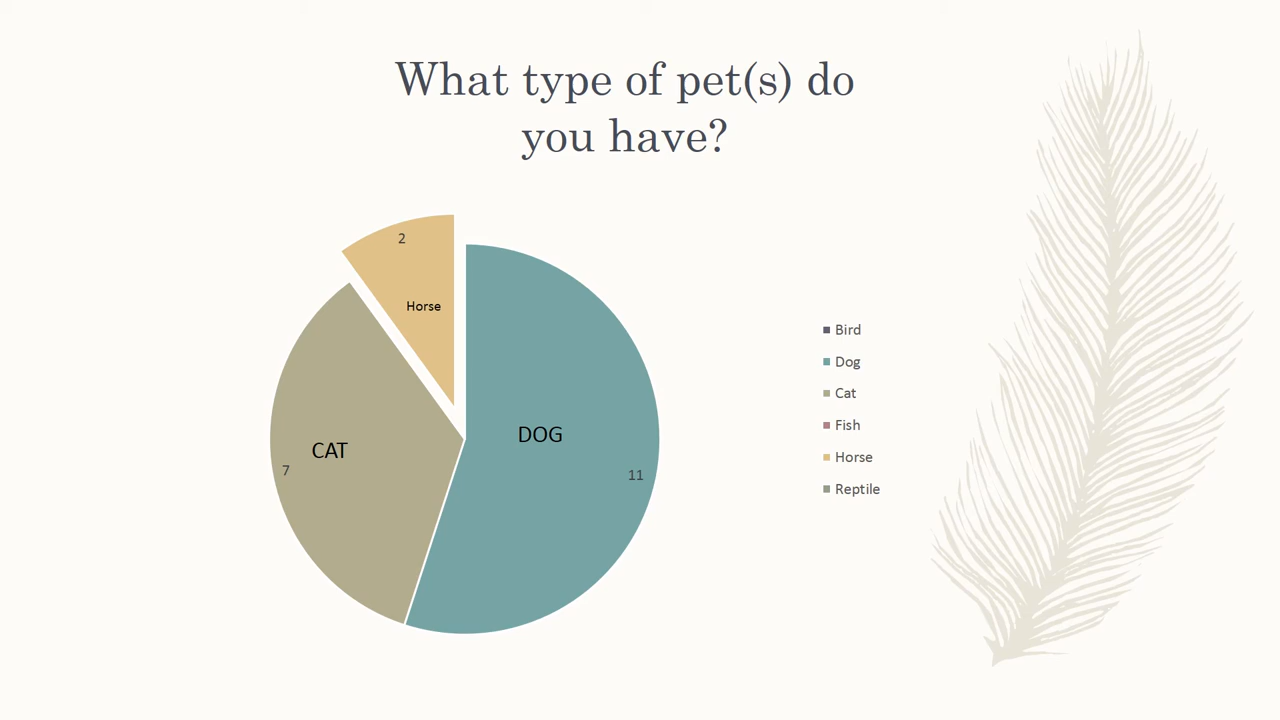 What type of pet(s) do
you have?
2
Horse
DOG
CAT
7
11
Bird
Dog
Cat
Fish
Horse
Reptile